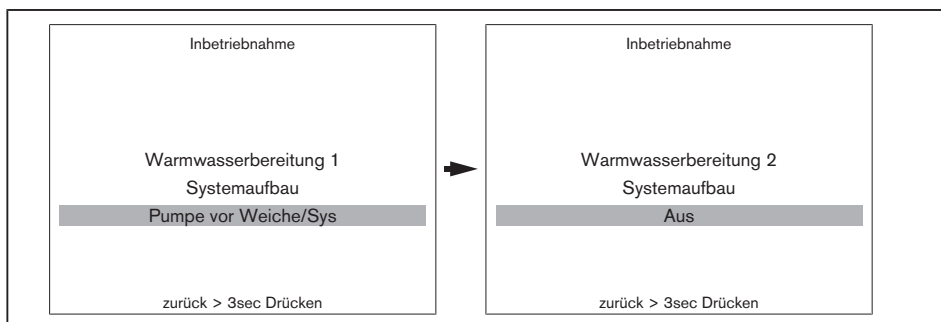 Inbetriebnahme
Warmwasserbereitung 1
Systemaufbau
Pumpe vor Weiche/Sys
zurück > 3sec Drücken
Inbetriebnahme
Warmwasserbereitung 2
Systemaufbau
Aus
zurück > 3sec Drücken